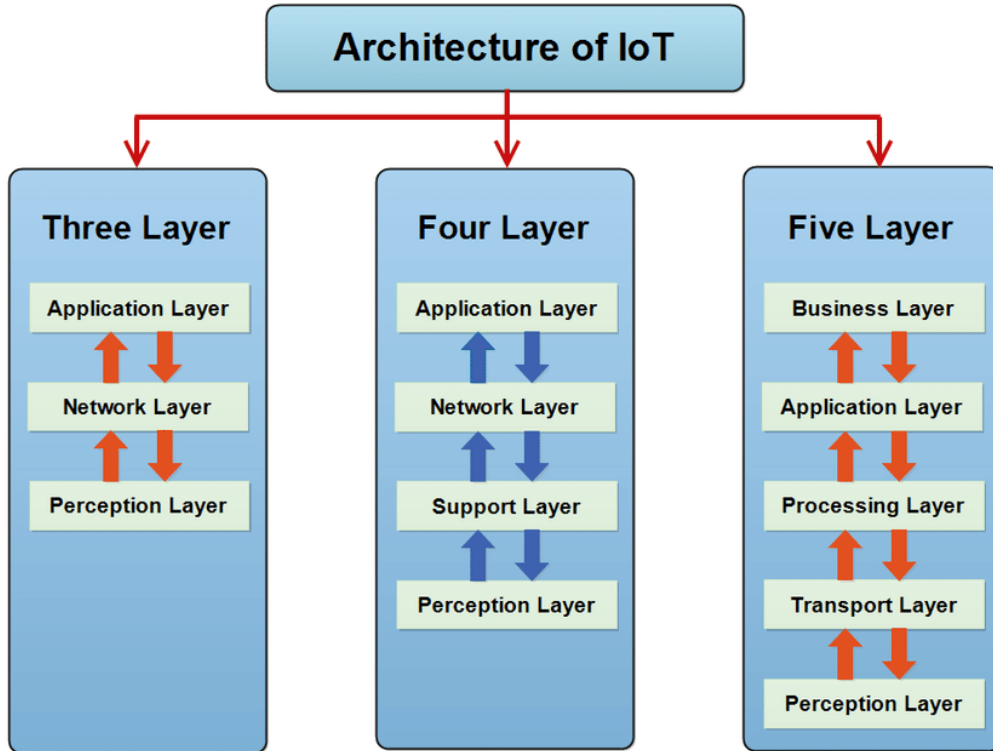 Architecture of IoT
Three Layer
Application Layer
Network Layer
Perception Layer
Four Layer
Application Layer
Network Layer
Support Layer
Perception Layer
Five Layer
Business Layer
Application Layer
Processing Layer
Transport Layer
Perception Layer